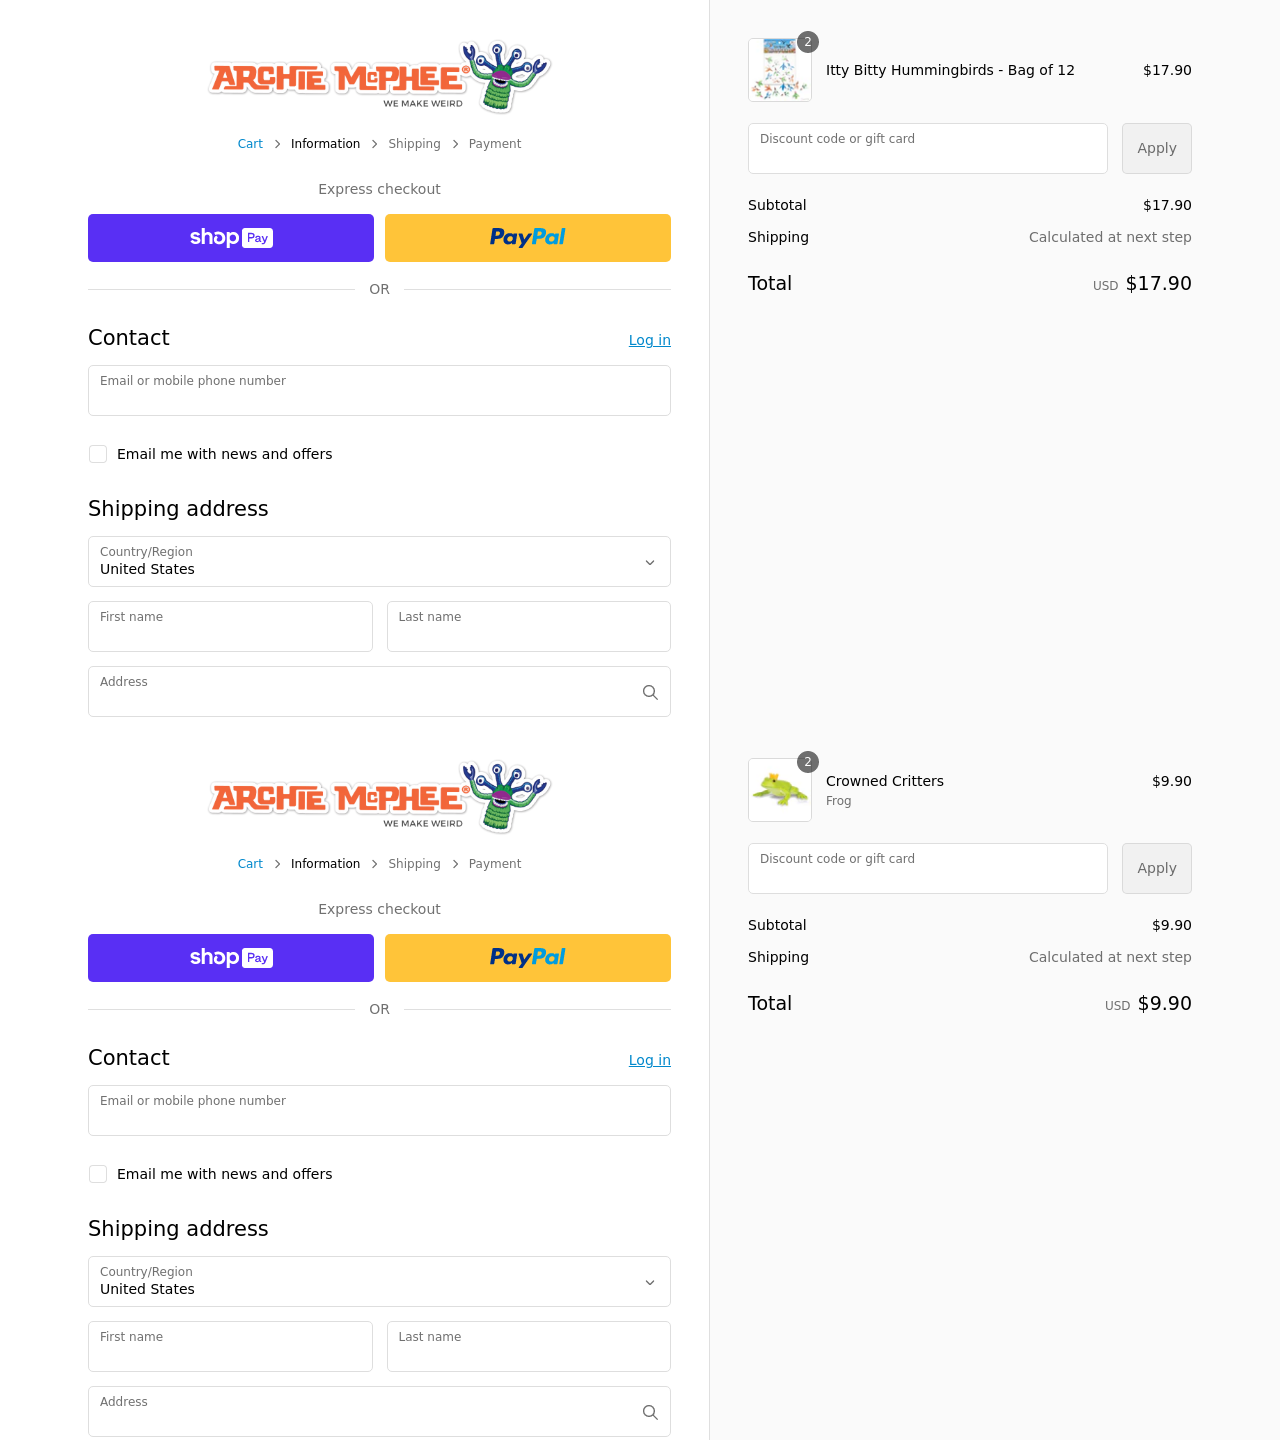 ARCHIE McPHEE®
WE MAKE WEIRD
Cart
Information
Shipping
Payment
Express checkout
shop Pay
PayPal
OR
Contact
Log in
Email or mobile phone number
Email me with news and offers
Shipping address
Country/Region
United States
First name
Last name
Address
2
Itty Bitty Hummingbirds - Bag of 12
$17.90
Discount code or gift card
Apply
Subtotal
$17.90
Shipping
Calculated at next step
Total
USD $17.90
ARCHIE McPHEE®
WE MAKE WEIRD
Cart
Information
Shipping
Payment
Express checkout
shop Pay
PayPal
OR
Contact
Log in
Email or mobile phone number
Email me with news and offers
Shipping address
Country/Region
United States
First name
Last name
Address
2
Crowned Critters
Frog
$9.90
Discount code or gift card
Apply
Subtotal
$9.90
Shipping
Calculated at next step
Total
USD $9.90